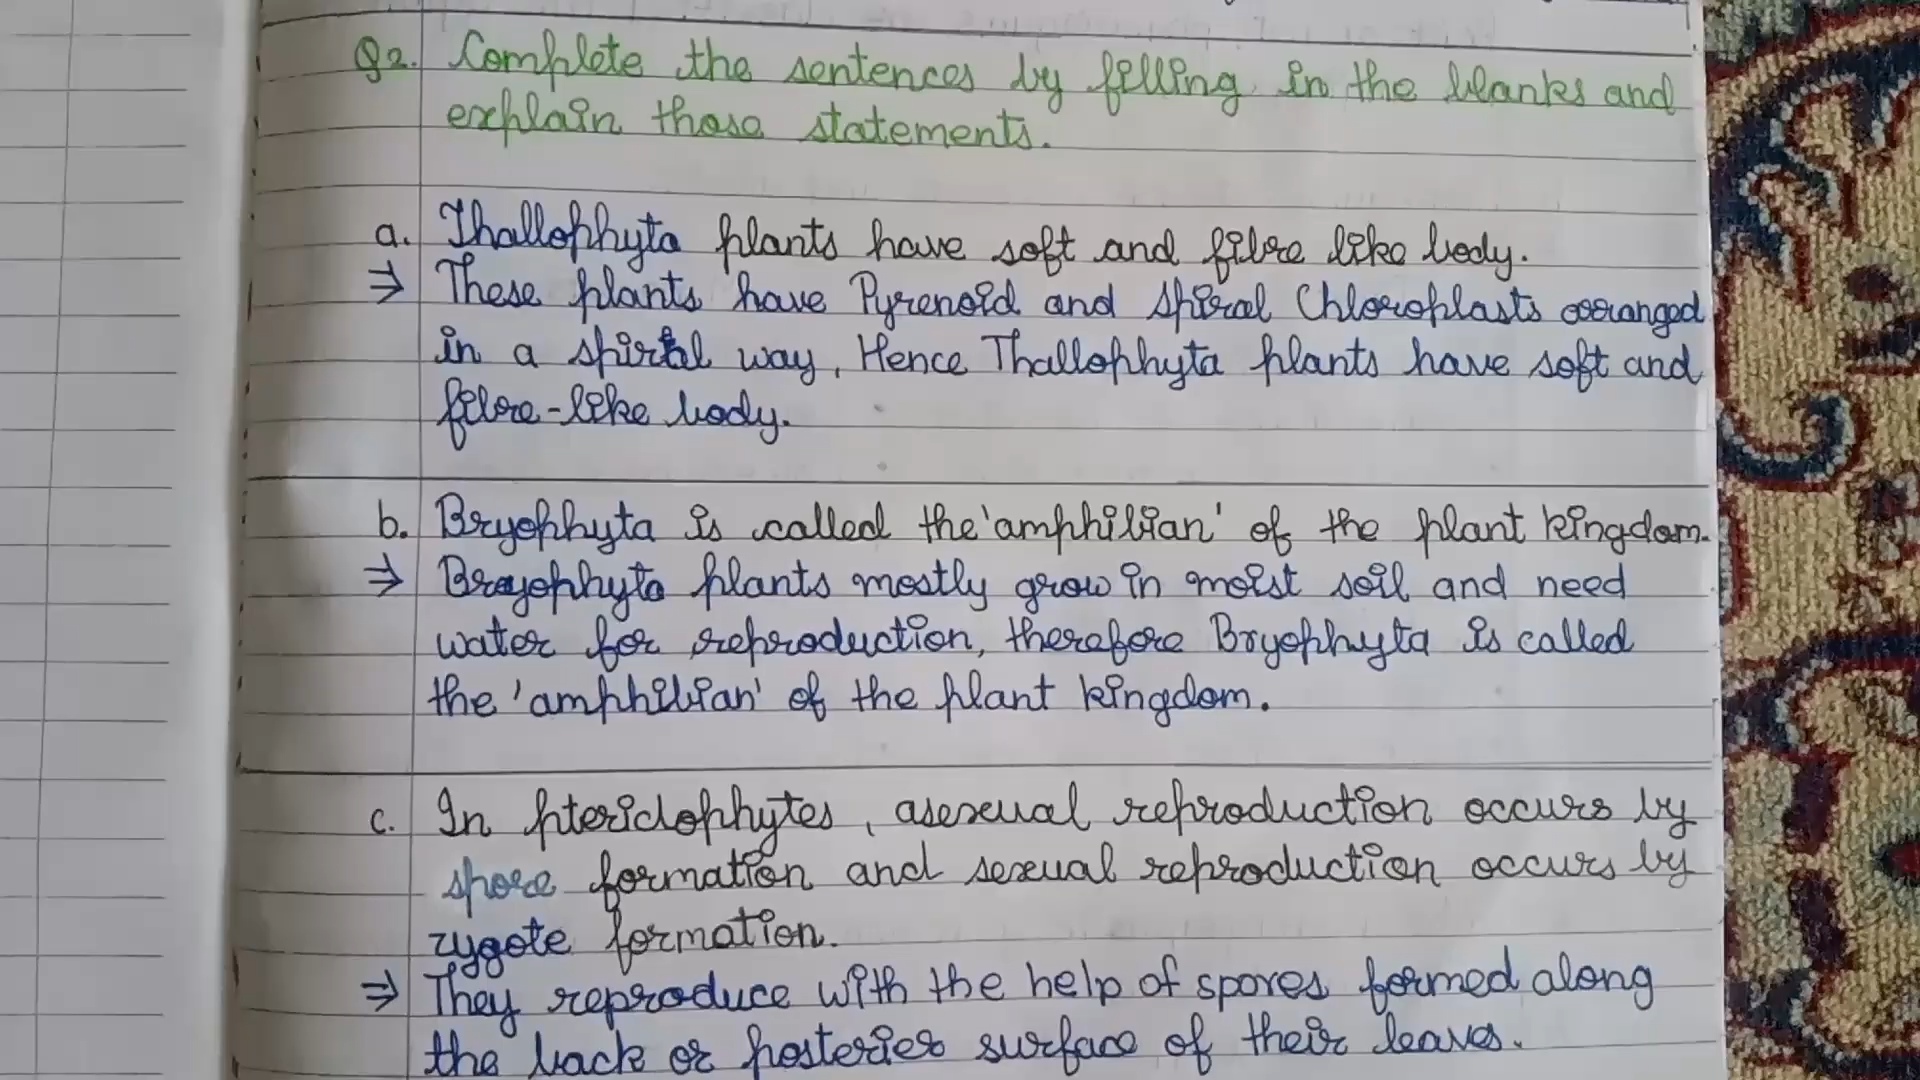 Q2. Complete the sentences by filling in the blanks and
explain those statements.
a. Thallophyta plants have soft and fibre like body.
⇒ These plants have Pyrenoid and spiral Chloroplasts arranged
in a spiral way, Hence Thallophyta plants have soft and
fibre-like body.
b. Bryophyta is called the 'amphibian' of the plant kingdom.
⇒ Bryophyta plants mostly grow in moist soil and need
water for reproduction, therefore Bryophyta is called
the 'amphibian' of the plant kingdom.
c. In pteridophytes, asexual reproduction occurs by
spore formation and sexual reproduction occurs by
zygote formation.
⇒ They reproduce with the help of spores formed along
the back or posterior surface of their leaves.